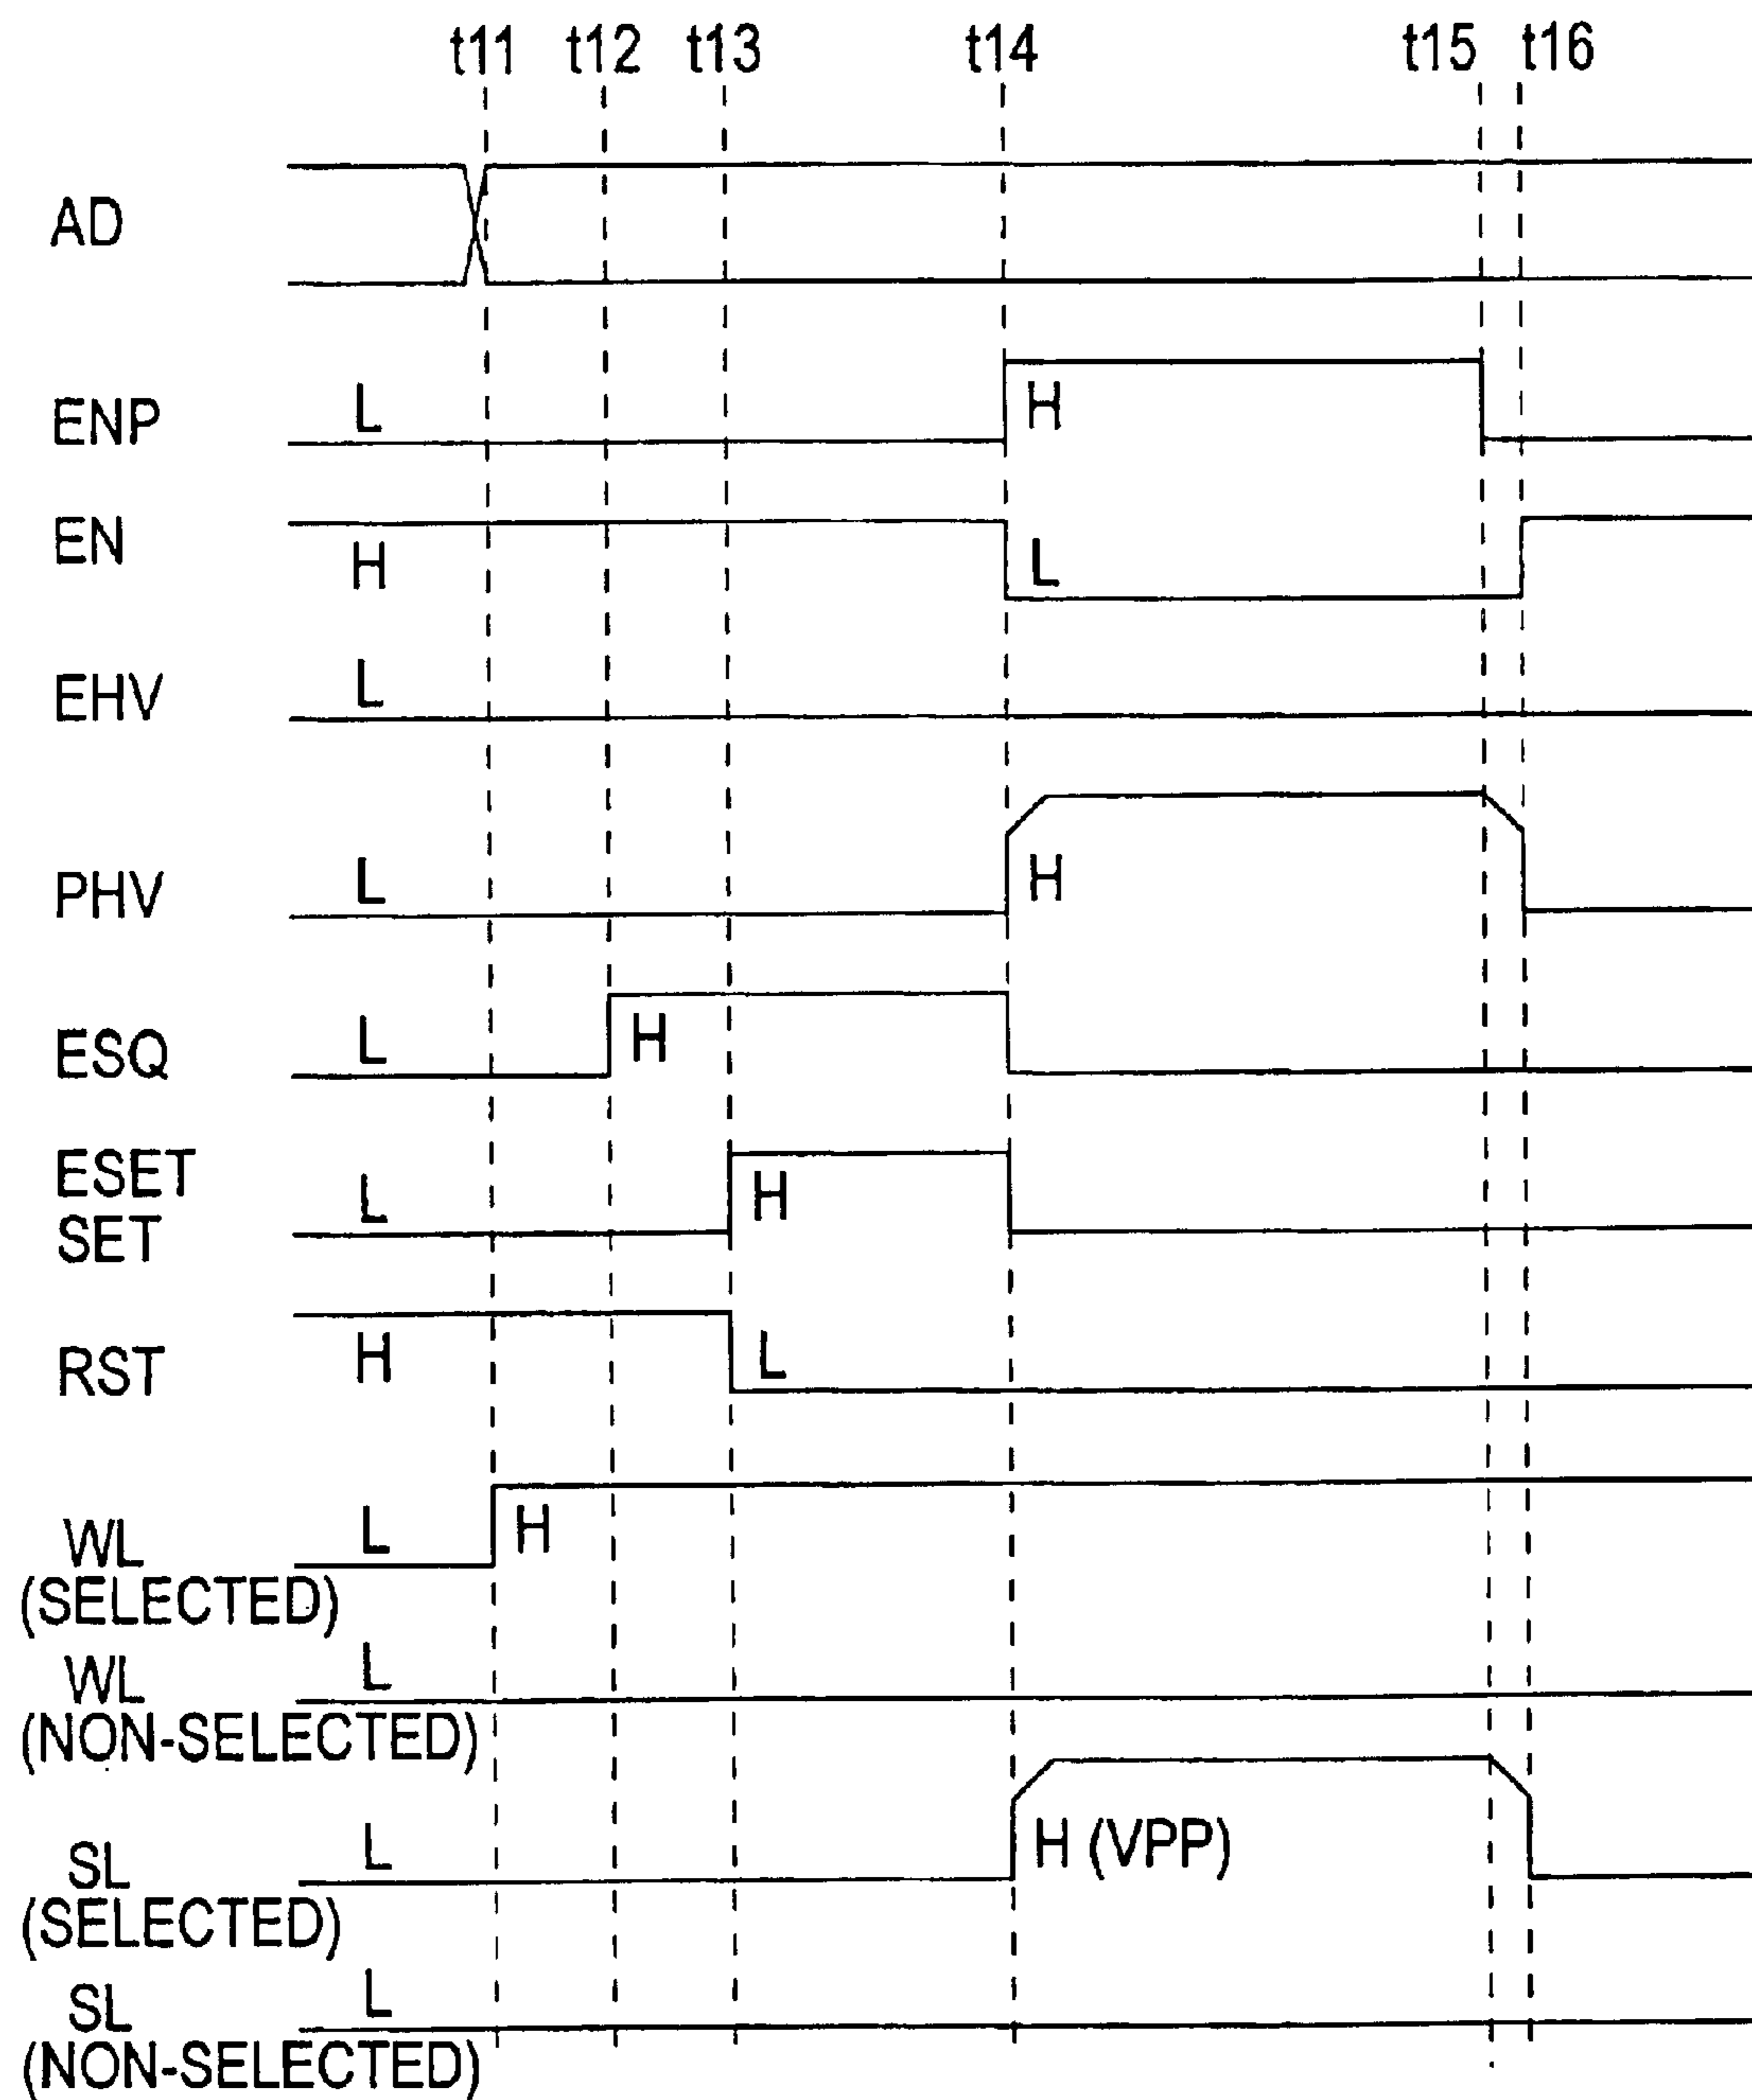 t11 t12 t13 t14 t15 t16
AD
ENP L H
EN H L
EHV L
PHV L H
ESQ L H
ESET
SET L H
RST H L
WL L H
(SELECTED)
WL L
(NON-SELECTED)
SL L H (VPP)
(SELECTED)
SL L
(NON-SELECTED)